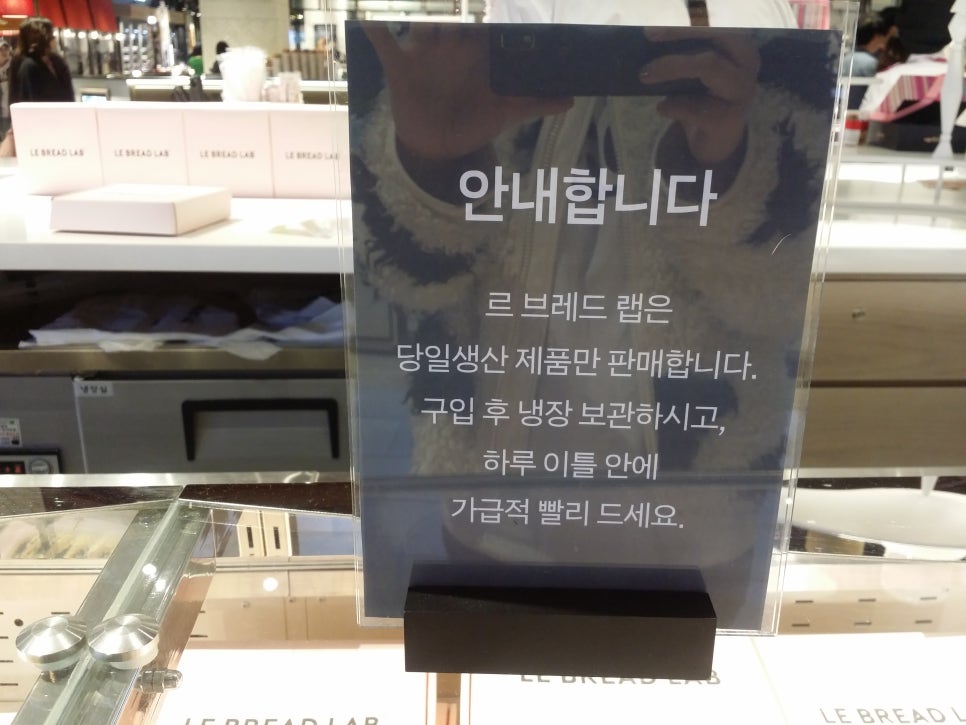 LE BREAD LAB
LE BREAD LAB
LE BREAD LAB
LE BREAD LAB
안내합니다
르 브레드 랩은
당일생산 제품만 판매합니다.
구입 후 냉장 보관하시고,
하루 이틀 안에
가급적 빨리 드세요.
냉장실
LE BREAD LAB
LE BREAD LAB
LE BREAD L